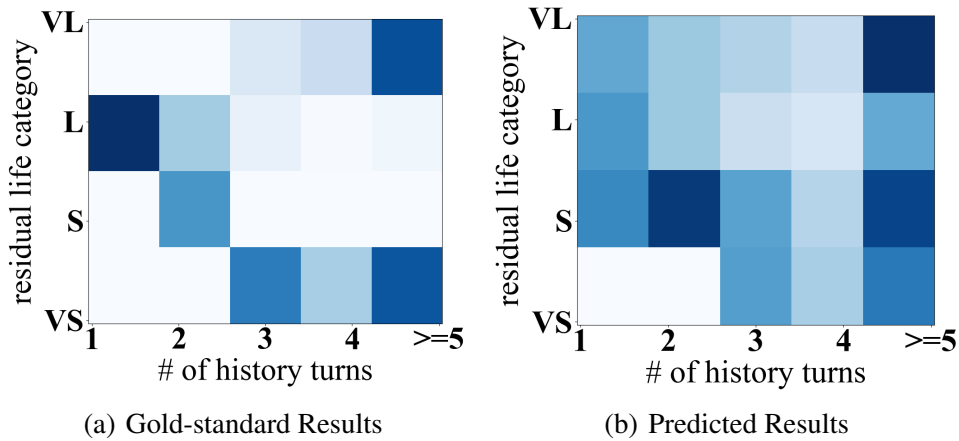 residual life category
VL
L
S
VS
1 2 3 4 >=5
# of history turns
(a) Gold-standard Results
residual life category
VL
L
S
VS
1 2 3 4 >=5
# of history turns
(b) Predicted Results